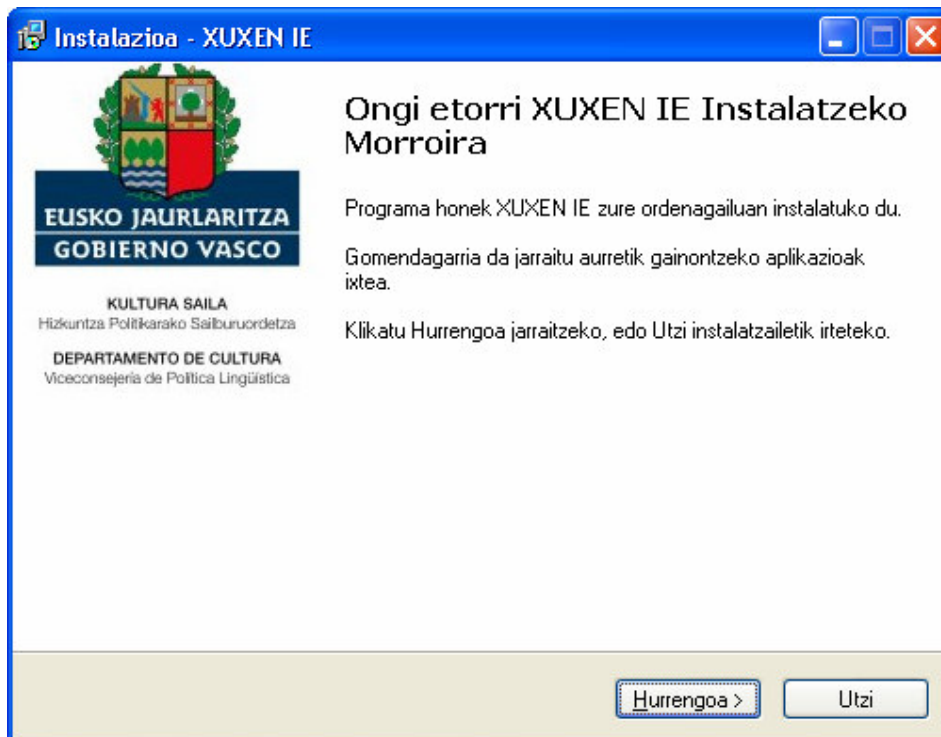 Instalazioa - XUXEN IE
EUSKO JAURLARITZA
GOBIERNO VASCO
KULTURA SAILA
Hizkuntza Politikarako Sailburuordetza
DEPARTAMENTO DE CULTURA
Viceconsejería de Política Lingüística
Ongi etorri XUXEN IE Instalatzeko
Morroira
Programa honek XUXEN IE zure ordenagailuan instalatuko du.
Gomendagarria da jarraitu aurretik gainontzeko aplikazioak
ixtea.
Klikatu Hurrengoa jarraitzeko, edo Utzi instalatzailetik irteteko.
Hurrengoa >
Utzi